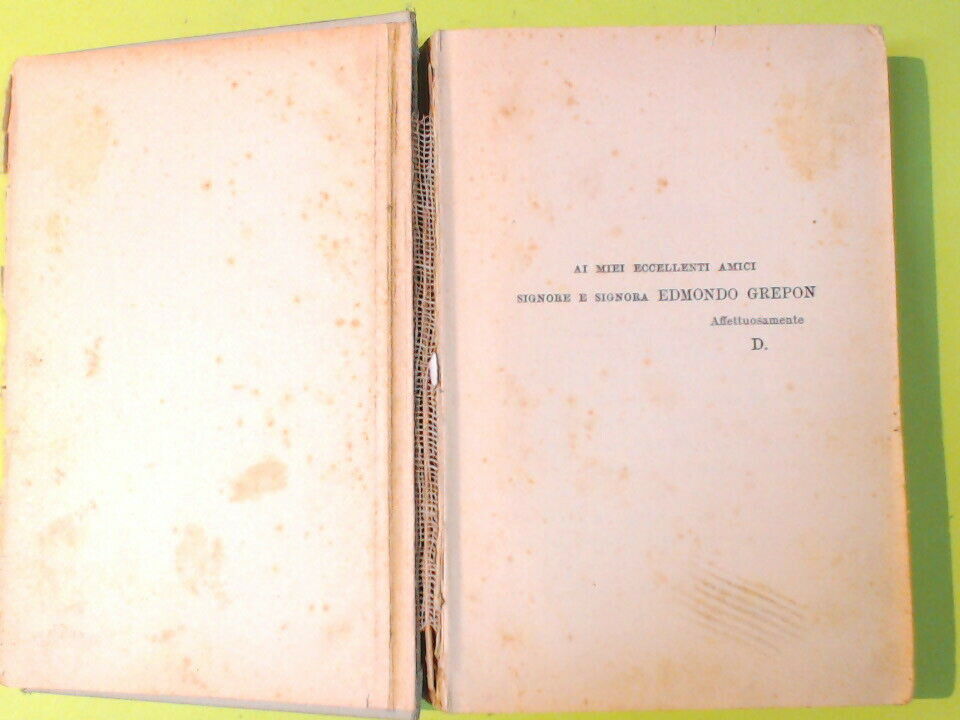 AI MIEI ECCELLENTI AMICI
SIGNORE E SIGNORA EDMONDO GREPON
Affettuosamente
D.